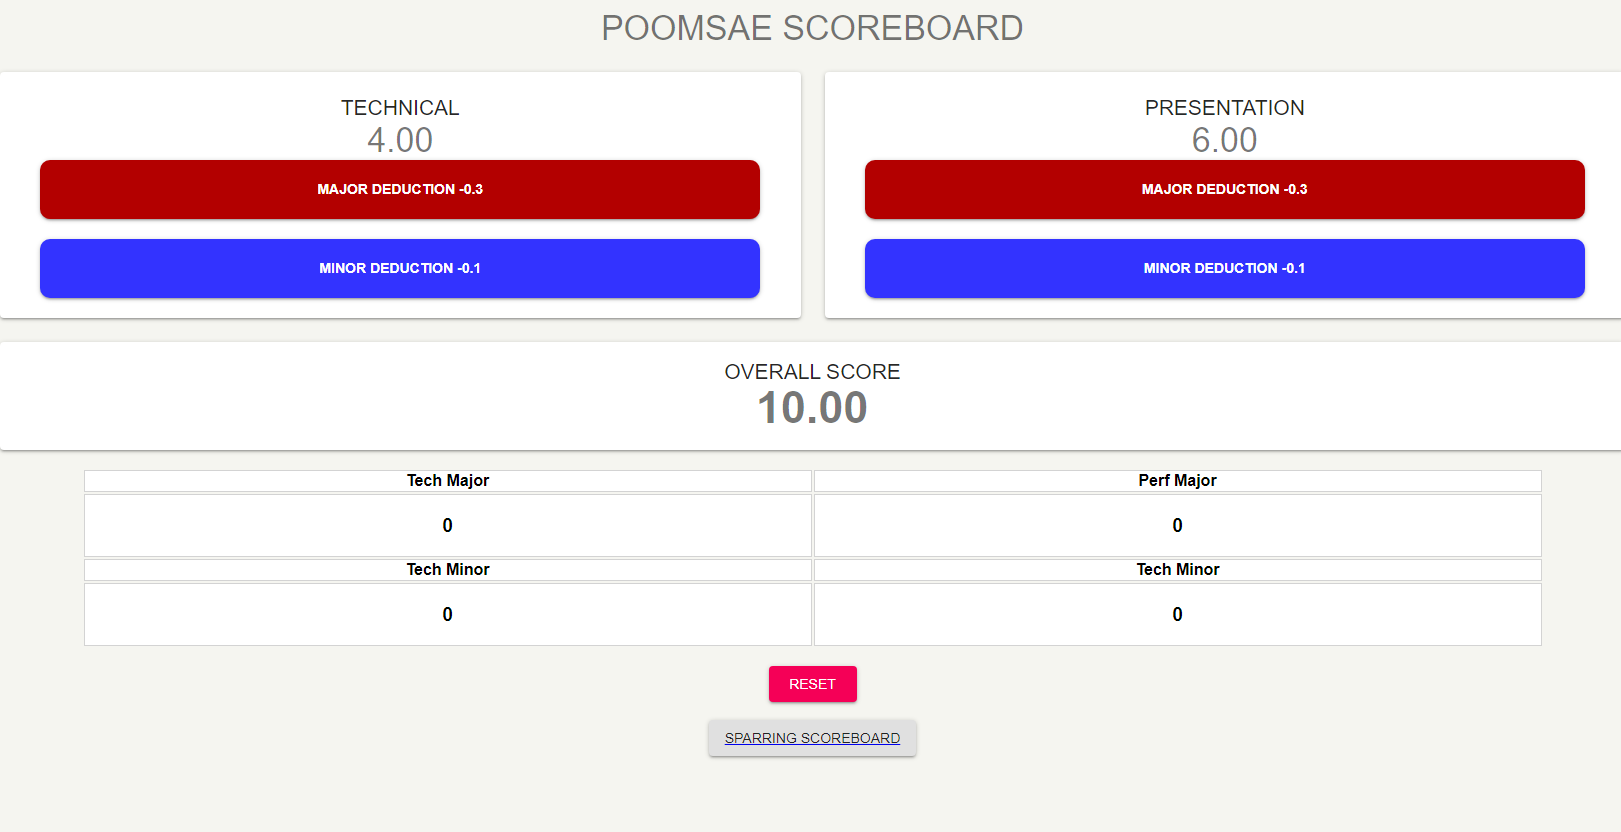 POOMSAE SCOREBOARD
TECHNICAL
4.00
MAJOR DEDUCTION -0.3
MINOR DEDUCTION -0.1
PRESENTATION
6.00
MAJOR DEDUCTION -0.3
MINOR DEDUCTION -0.1
OVERALL SCORE
10.00
Tech Major
Perf Major
0
0
Tech Minor
Tech Minor
0
0
RESET
SPARRING SCOREBOARD